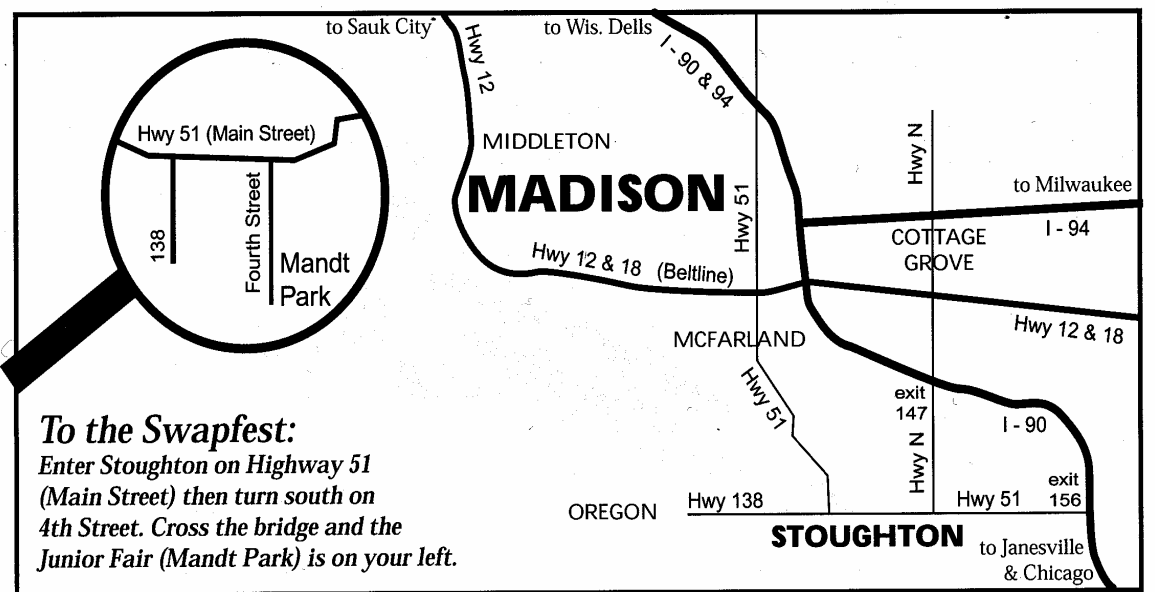 to Sauk City
to Wis. Dells
Hwy 12
I - 90 & 94
Hwy 51 (Main Street)
138
Fourth Street
Mandt
Park
MIDDLETON
MADISON
Hwy 51
Hwy N
to Milwaukee
I - 94
COTTAGE
GROVE
Hwy 12 & 18 (Beltline)
Hwy 12 & 18
MCFARLAND
Hwy 51
exit
147
I - 90
Hwy N
Hwy 51
exit
156
OREGON
Hwy 138
STOUGHTON
to Janesville
& Chicago
To the Swapfest:
Enter Stoughton on Highway 51
(Main Street) then turn south on
4th Street. Cross the bridge and the
Junior Fair (Mandt Park) is on your left.